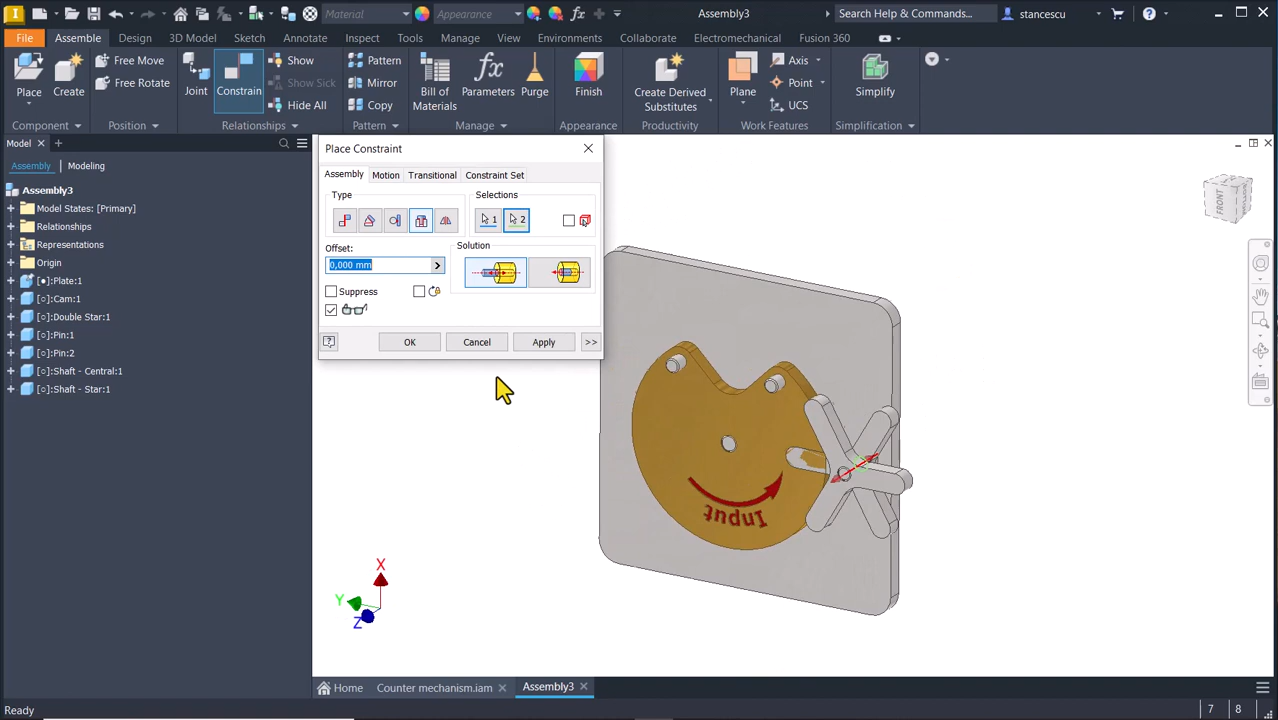 Material
Appearance
Assembly3
Search Help & Commands...
stancescu
File
Assemble
Design
3D Model
Sketch
Annotate
Inspect
Tools
Manage
View
Environments
Collaborate
Electromechanical
Fusion 360
Place
Create
Free Move
Free Rotate
Joint
Constrain
Show
Show Sick
Hide All
Pattern
Mirror
Copy
Bill of
Materials
fx
Parameters
Purge
Finish
Create Derived
Substitutes
Plane
Axis
Point
UCS
Simplify
Component
Position
Relationships
Pattern
Manage
Appearance
Productivity
Work Features
Simplification
Model
Assembly
Modeling
Assembly3
Model States: [Primary]
Relationships
Representations
Origin
[●]:Plate:1
[○]:Cam:1
[○]:Double Star:1
[○]:Pin:1
[○]:Pin:2
[○]:Shaft - Central:1
[○]:Shaft - Star:1
Place Constraint
Assembly
Motion
Transitional
Constraint Set
Type
Selections
1
2
Offset:
0,000 mm
Solution
Suppress
OK
Cancel
Apply
>>
FRONT
Input
X
Y
Z
Home
Counter mechanism.iam
Assembly3
Ready
7
8